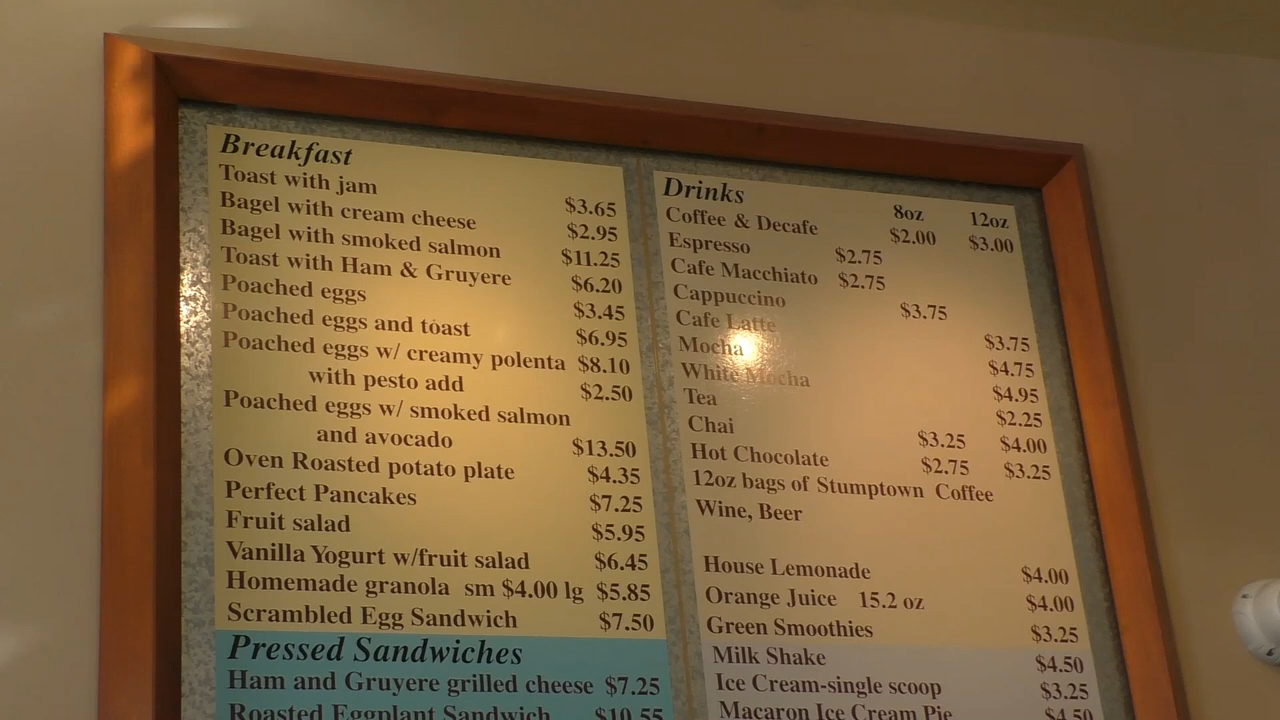 Breakfast
Toast with jam $3.65
Bagel with cream cheese $2.95
Bagel with smoked salmon $11.25
Toast with Ham & Gruyere $6.20
Poached eggs $3.45
Poached eggs and toast $6.95
Poached eggs w/ creamy polenta $8.10
with pesto add $2.50
Poached eggs w/ smoked salmon
and avocado $13.50
Oven Roasted potato plate $4.35
Perfect Pancakes $7.25
Fruit salad $5.95
Vanilla Yogurt w/fruit salad $6.45
Homemade granola sm $4.00 lg $5.85
Scrambled Egg Sandwich $7.50
Pressed Sandwiches
Ham and Gruyere grilled cheese $7.25
Roasted Eggplant Sandwich $10.55
Drinks 8oz 12oz
Coffee & Decafe $2.00 $3.00
Espresso $2.75
Cafe Macchiato $2.75
Cappuccino $3.75
Cafe Latte $3.75
Mocha $4.75
White Mocha $4.95
Tea $2.25
Chai $3.25 $4.00
Hot Chocolate $2.75 $3.25
12oz bags of Stumptown Coffee
Wine, Beer
House Lemonade $4.00
Orange Juice 15.2 oz $4.00
Green Smoothies $3.25
Milk Shake $4.50
Ice Cream-single scoop $3.25
Macaron Ice Cream Pie $4.50